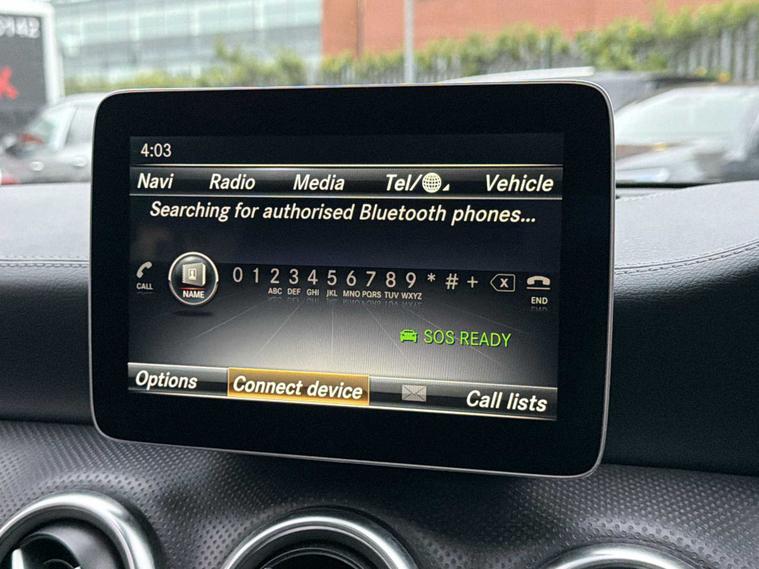 4:03
Navi Radio Media Tel/ Vehicle
Searching for authorised Bluetooth phones...
0 1 2 3 4 5 6 7 8 9 * # +
CALL NAME ABC DEF GHI JKL MNO PQRS TUV WXYZ END
SOS READY
Options Connect device Call lists